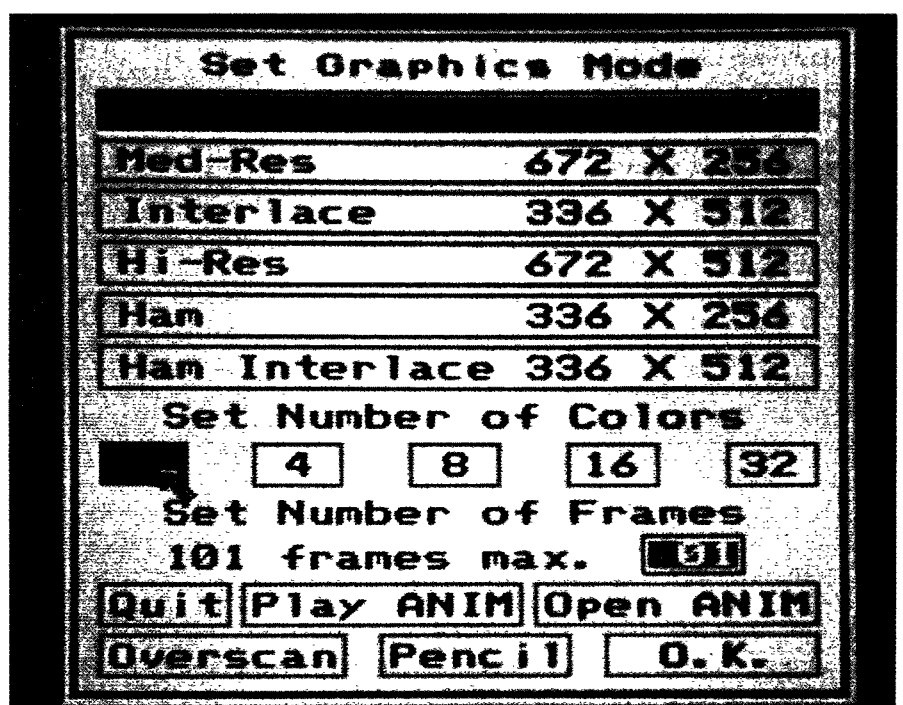 Set Graphics Mode
Med-Res 672 X 256
Interlace 336 X 512
Hi-Res 672 X 512
Ham 336 X 256
Ham Interlace 336 X 512
Set Number of Colors
4 8 16 32
Set Number of Frames
101 frames max.
Quit Play ANIM Open ANIM
Overscan Pencil O.K.